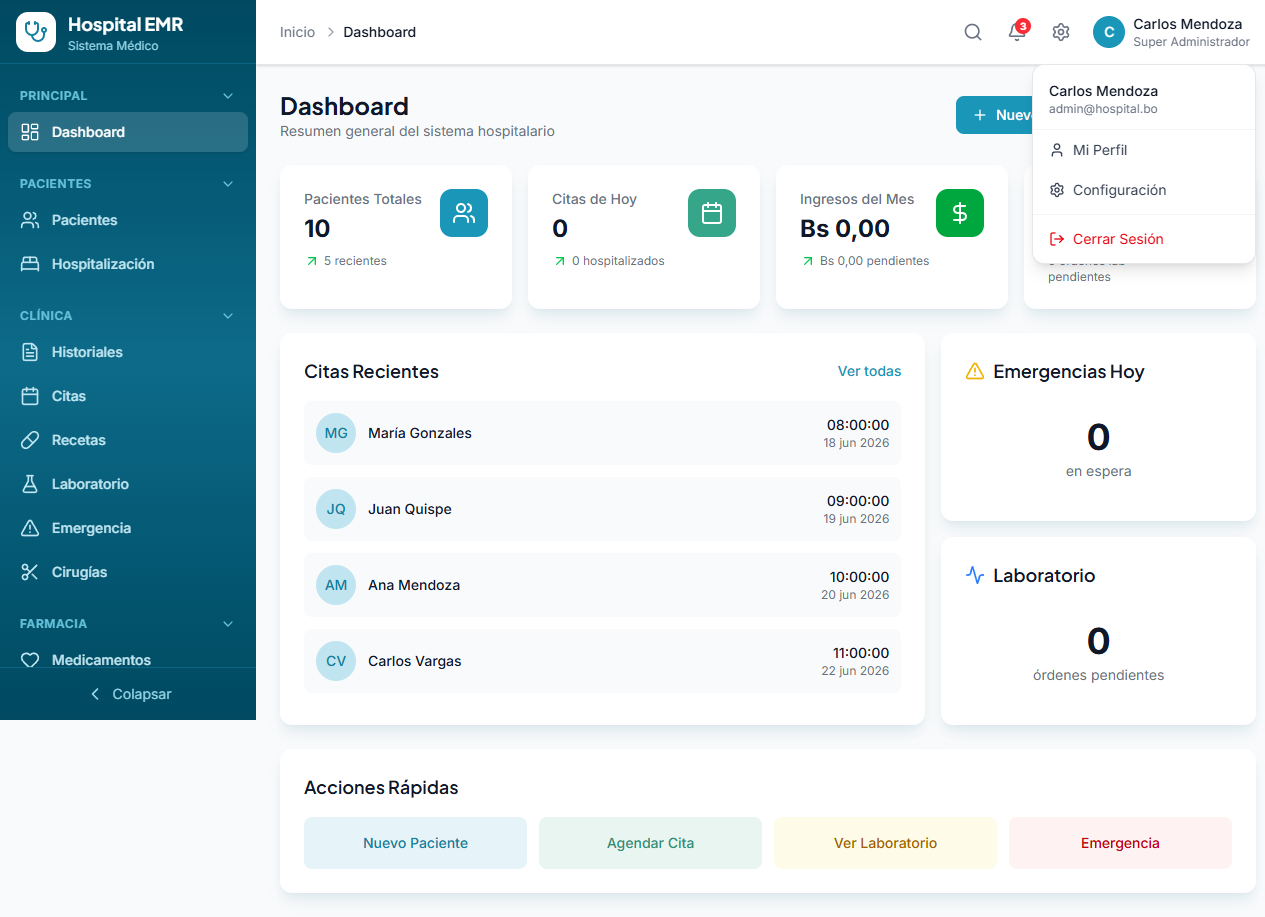 Hospital EMR
Sistema Médico
PRINCIPAL
Dashboard
PACIENTES
Pacientes
Hospitalización
CLÍNICA
Historiales
Citas
Recetas
Laboratorio
Emergencia
Cirugías
FARMACIA
Medicamentos
Colapsar
Inicio > Dashboard
3
C
Carlos Mendoza
Super Administrador
Carlos Mendoza
admin@hospital.bo
Mi Perfil
Configuración
Cerrar Sesión
Dashboard
Resumen general del sistema hospitalario
Pacientes Totales
10
5 recientes
Citas de Hoy
0
0 hospitalizados
Ingresos del Mes
Bs 0,00
Bs 0,00 pendientes
pendientes
Citas Recientes
Ver todas
MG María Gonzales 08:00:00
18 jun 2026
JQ Juan Quispe 09:00:00
19 jun 2026
AM Ana Mendoza 10:00:00
20 jun 2026
CV Carlos Vargas 11:00:00
22 jun 2026
Emergencias Hoy
0
en espera
Laboratorio
0
órdenes pendientes
Acciones Rápidas
Nuevo Paciente
Agendar Cita
Ver Laboratorio
Emergencia